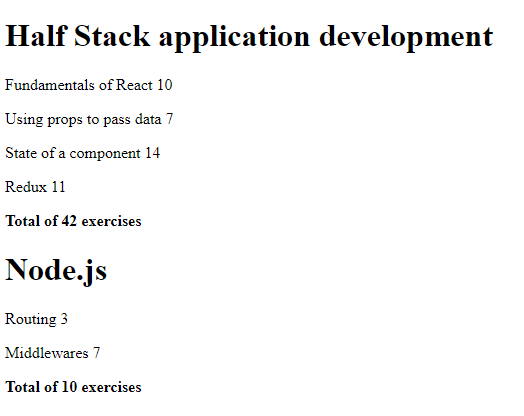 Half Stack application development
Fundamentals of React 10
Using props to pass data 7
State of a component 14
Redux 11
Total of 42 exercises
Node.js
Routing 3
Middlewares 7
Total of 10 exercises